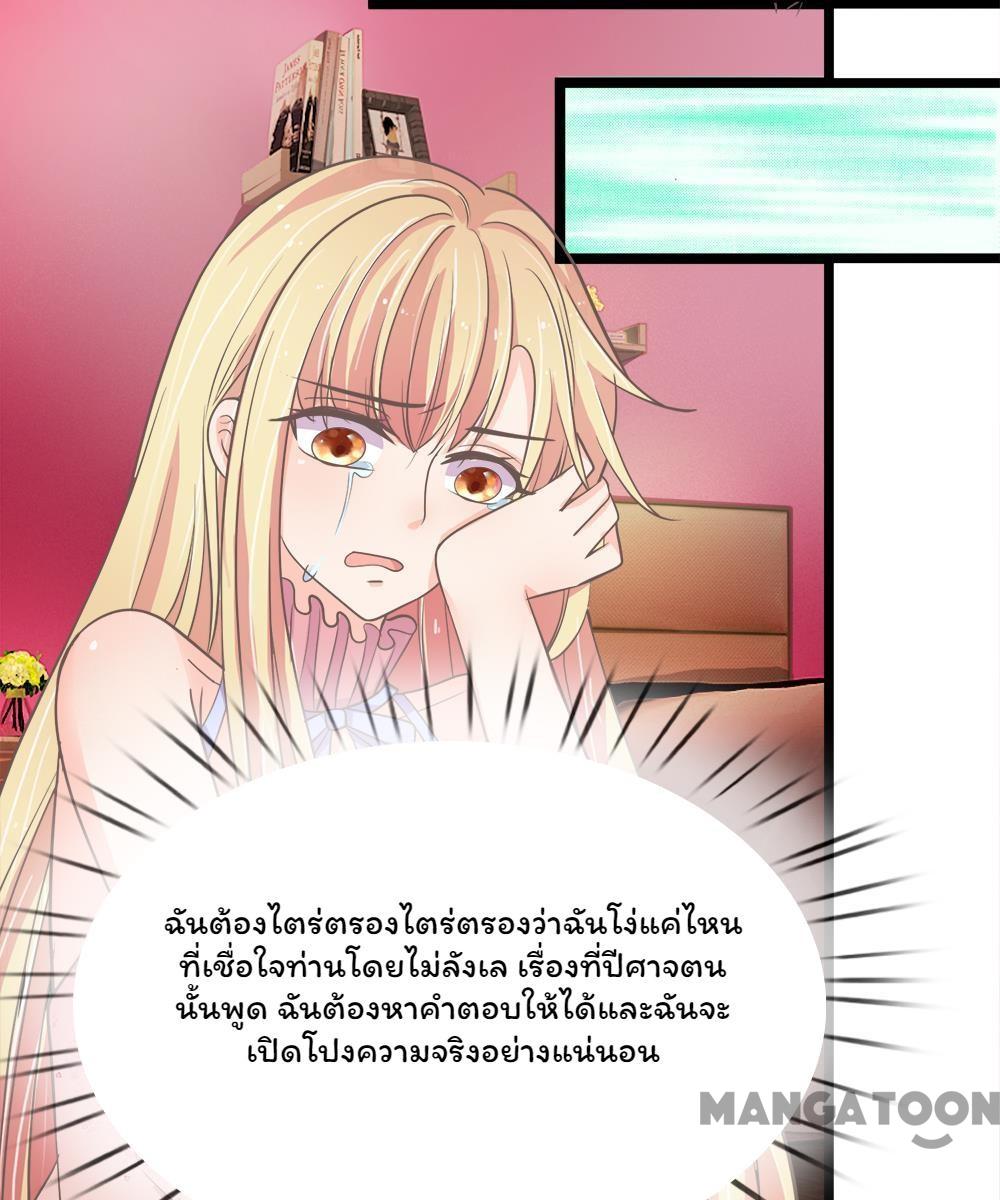 JAMES
PATTERSON
ฉันต้องไตร่ตรองไตร่ตรองว่าฉันโง่แค่ไหน
ที่เชื่อใจท่านโดยไม่ลังเล เรื่องที่ปีศาจตน
นั้นพูด ฉันต้องหาคำตอบให้ได้และฉันจะ
เปิดโปงความจริงอย่างแน่นอน
MANGATOON